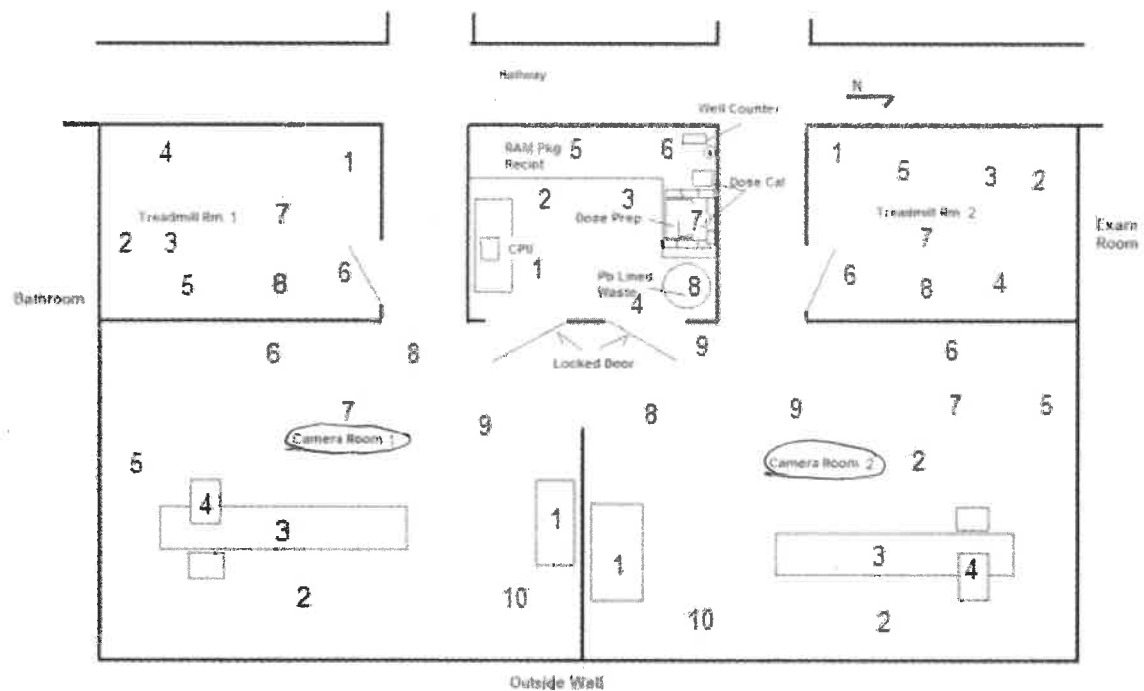 Hallway
N
Well Counter
4
1
RAM Pkg
Recipt
5
6
1
5
3
2
Dose Cal
2
3
Treadmill Rm. 1
7
Dose Prep
7
Treadmill Rm. 2
7
Exam
Room
2
3
CPU
1
5
8
6
Pb Lined
Waste
8
4
6
8
4
Bathroom
6
8
Locked Door
9
6
7
9
8
9
7
5
Camera Room 1
Camera Room 2
2
5
4
3
1
1
3
4
2
10
10
2
Outside Wall